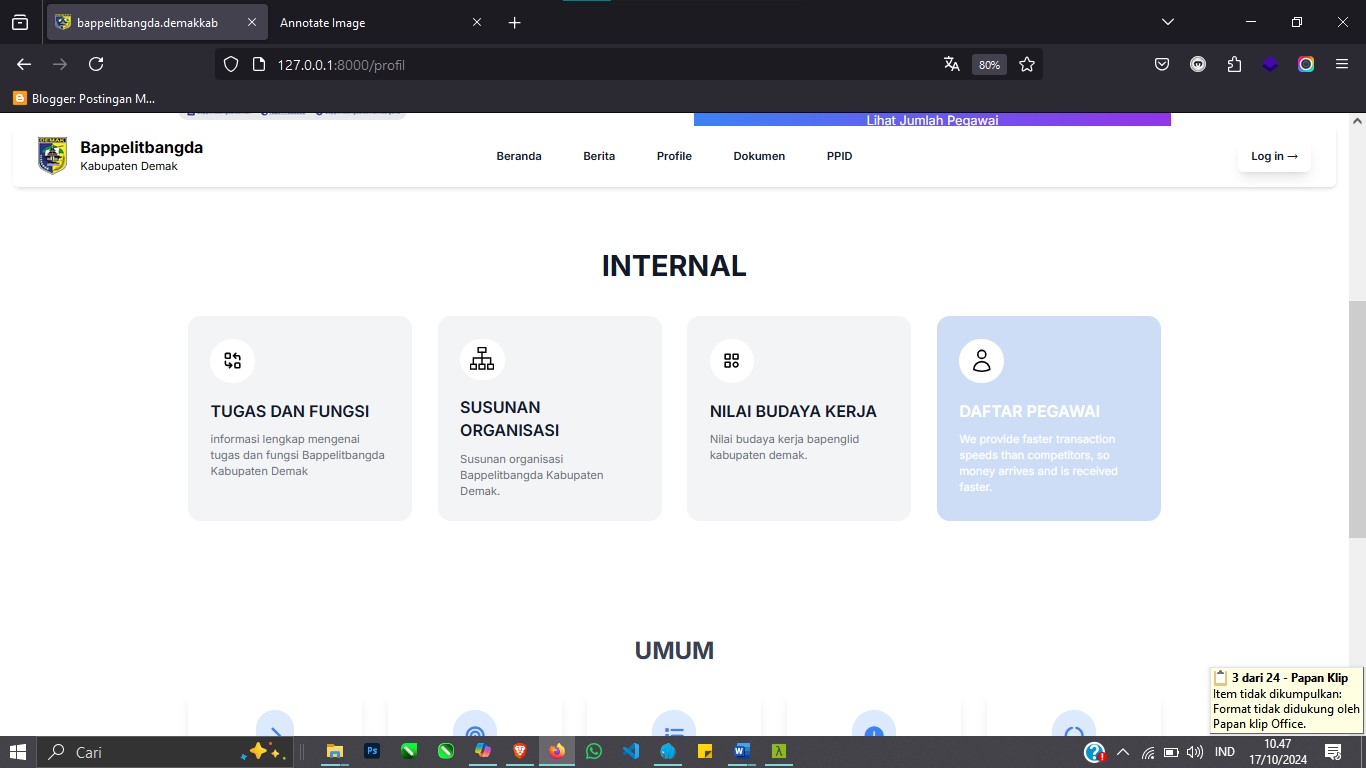 bappelitbangda.demakkab
Annotate Image
127.0.0.1:8000/profil
80%
Blogger: Postingan M...
Lihat Jumlah Pegawai
DEMAK
Bappelitbangda
Kabupaten Demak
Beranda
Berita
Profile
Dokumen
PPID
Log in →
INTERNAL
TUGAS DAN FUNGSI
informasi lengkap mengenai
tugas dan fungsi Bappelitbangda
Kabupaten Demak
SUSUNAN
ORGANISASI
Susunan organisasi
Bappelitbangda Kabupaten
Demak.
NILAI BUDAYA KERJA
Nilai budaya kerja bapenglid
kabupaten demak.
DAFTAR PEGAWAI
We provide faster transaction
speeds than competitors, so
money arrives and is received
faster.
UMUM
3 dari 24 - Papan Klip
Item tidak dikumpulkan:
Format tidak didukung oleh
Papan klip Office.
Cari
IND
10.47
17/10/2024